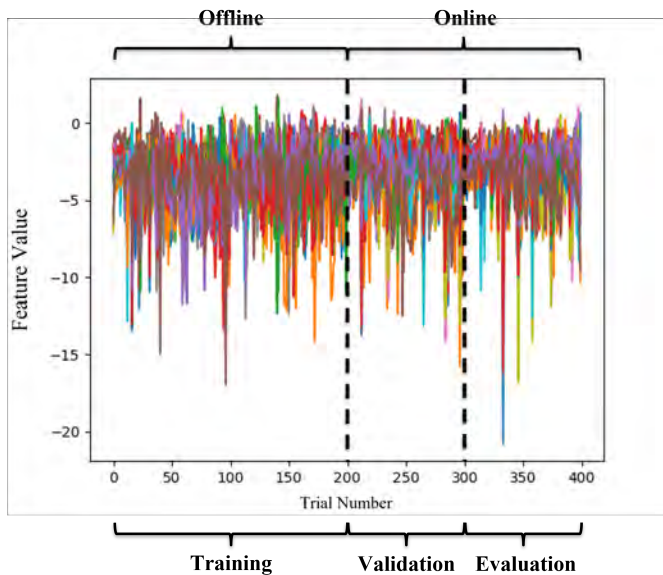 Offline Online
0
−5
−10
−15
−20
Feature Value
0 50 100 150 200 250 300 350 400
Trial Number
Training Validation Evaluation